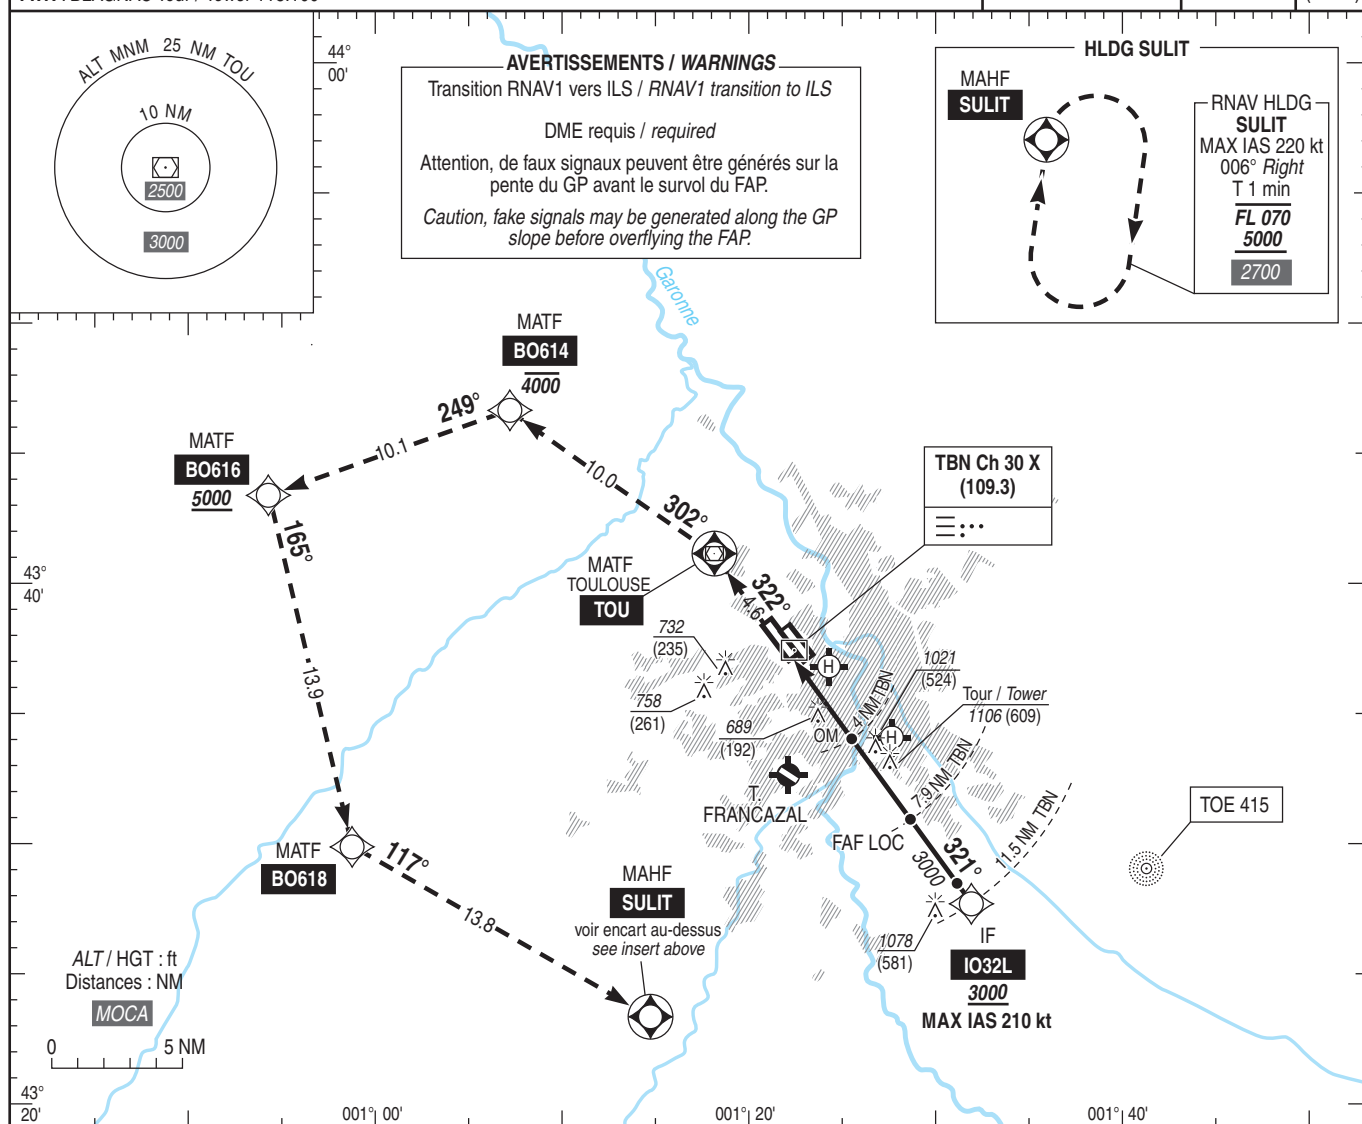 ALT MNM 25 NM TOU
10 NM
2500
3000
44°
00'
AVERTISSEMENTS / WARNINGS
Transition RNAV1 vers ILS / RNAV1 transition to ILS
DME requis / required
Attention, de faux signaux peuvent être générés sur la
pente du GP avant le survol du FAP.
Caution, fake signals may be generated along the GP
slope before overflying the FAP.
HLDG SULIT
MAHF
SULIT
RNAV HLDG
SULIT
MAX IAS 220 kt
006° Right
T 1 min
FL 070
5000
2700
Garonne
MATF
BO614
4000
249°
10.1
MATF
BO616
5000
10.0
302°
165°
TBN Ch 30 X
(109.3)
43°
40'
MATF
TOULOUSE
TOU
322°
4.6
732
(235)
758
(261)
689
(192)
H
1021
(524)
Tour / Tower
1106 (609)
H
OM
4 NM TBN
13.9
T.
FRANCAZAL
7.9 NM TBN
FAF LOC
TOE 415
321°
3000
11.5 NM TBN
MATF
BO618
117°
13.8
MAHF
SULIT
voir encart au-dessus
see insert above
1078
(581)
IF
IO32L
3000
MAX IAS 210 kt
ALT / HGT : ft
Distances : NM
MOCA
0 5 NM
43°
20'
001° 00'
001° 20'
001° 40'